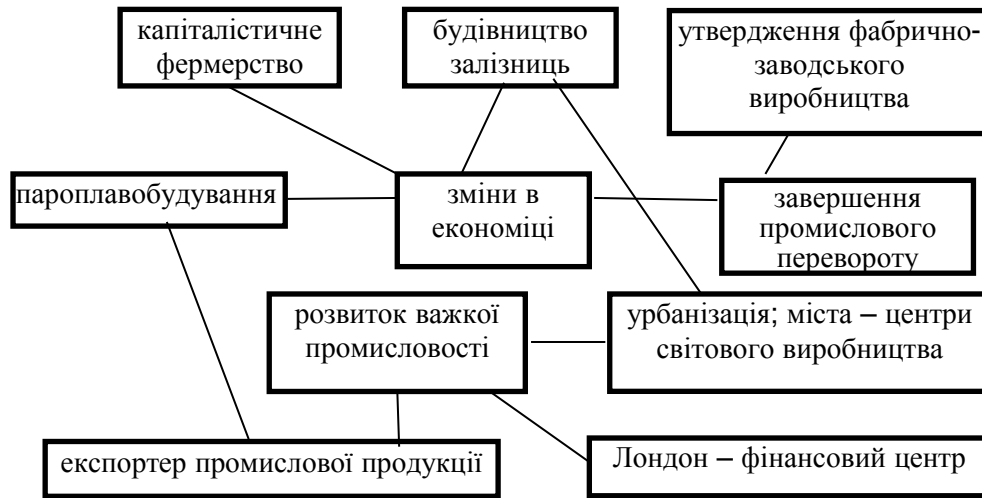 капіталістичне
фермерство
будівництво
залізниць
утвердження фабрично-
заводського
виробництва
пароплавобудування
зміни в
економіці
завершення
промислового
перевороту
розвиток важкої
промисловості
урбанізація; міста – центри
світового виробництва
експортер промислової продукції
Лондон – фінансовий центр